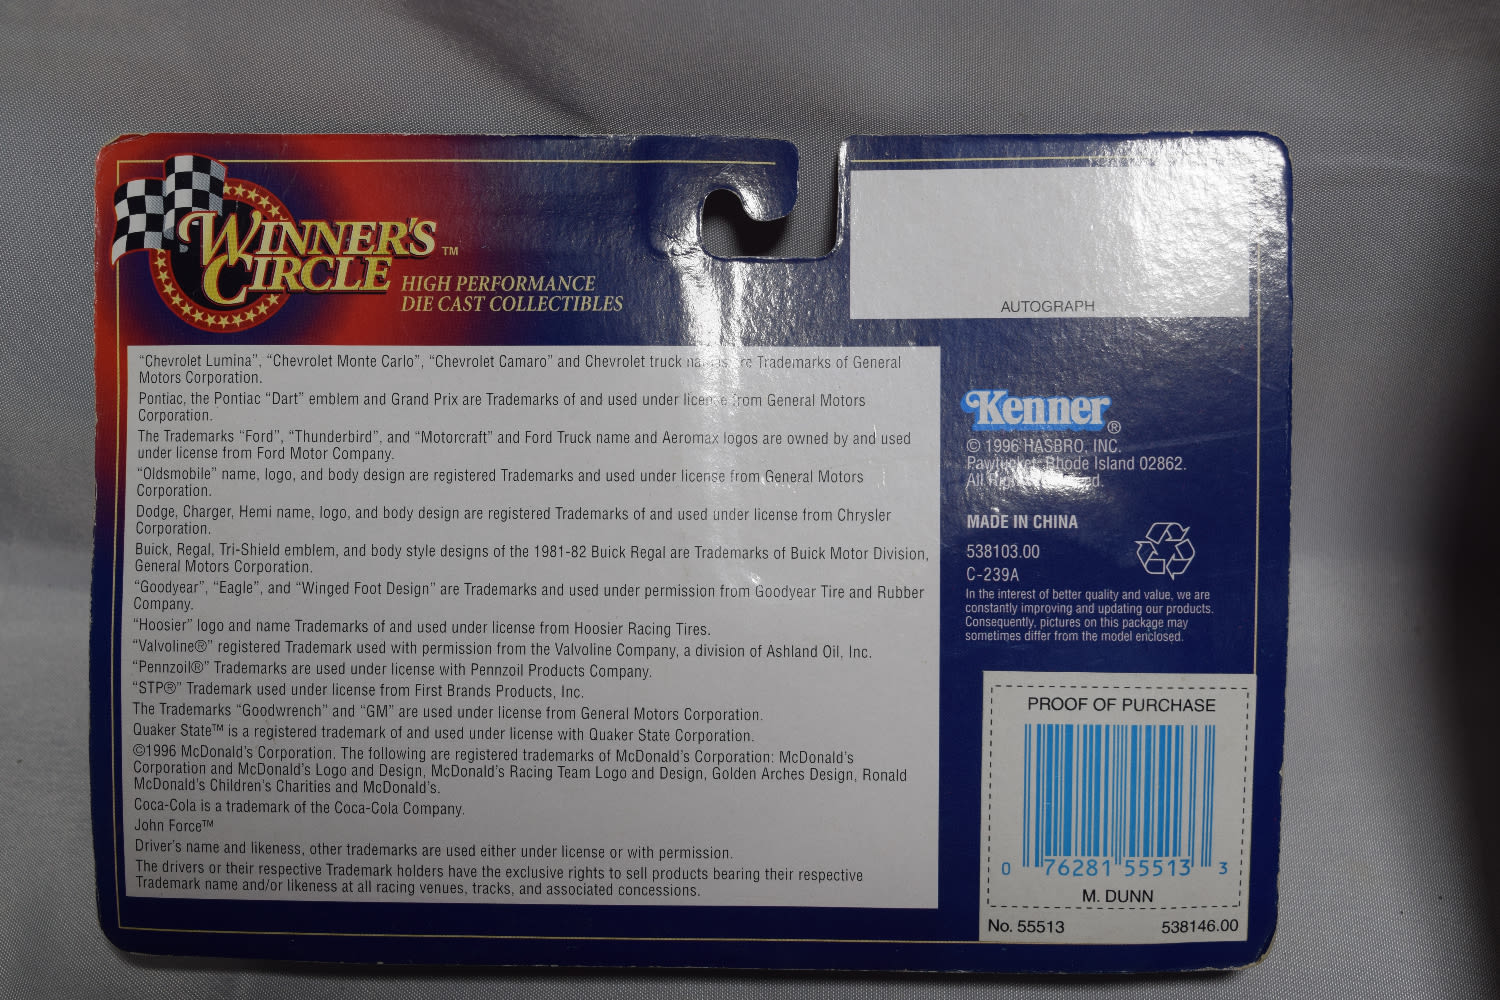 WINNER'S
CIRCLE ™
HIGH PERFORMANCE
DIE CAST COLLECTIBLES
AUTOGRAPH
“Chevrolet Lumina”, “Chevrolet Monte Carlo”, “Chevrolet Camaro” and Chevrolet truck Trademarks of General
Motors Corporation.
Pontiac, the Pontiac “Dart” emblem and Grand Prix are Trademarks of and used under license from General Motors
Corporation.
The Trademarks “Ford”, “Thunderbird”, and “Motorcraft” and Ford Truck name and Aeromax logos are owned by and used
under license from Ford Motor Company.
“Oldsmobile” name, logo, and body design are registered Trademarks and used under license from General Motors
Corporation.
Dodge, Charger, Hemi name, logo, and body design are registered Trademarks of and used under license from Chrysler
Corporation.
Buick, Regal, Tri-Shield emblem, and body style designs of the 1981-82 Buick Regal are Trademarks of Buick Motor Division,
General Motors Corporation.
“Goodyear”, “Eagle”, and “Winged Foot Design” are Trademarks and used under permission from Goodyear Tire and Rubber
Company.
“Hoosier” logo and name Trademarks of and used under license from Hoosier Racing Tires.
“Valvoline®” registered Trademark used with permission from the Valvoline Company, a division of Ashland Oil, Inc.
“Pennzoil®” Trademarks are used under license with Pennzoil Products Company.
“STP®” Trademark used under license from First Brands Products, Inc.
The Trademarks “Goodwrench” and “GM” are used under license from General Motors Corporation.
Quaker State™ is a registered trademark of and used under license with Quaker State Corporation.
©1996 McDonald's Corporation. The following are registered trademarks of McDonald's Corporation: McDonald's
Corporation and McDonald's Logo and Design, McDonald's Racing Team Logo and Design, Golden Arches Design, Ronald
McDonald's Children's Charities and McDonald's.
Coca-Cola is a trademark of the Coca-Cola Company.
John Force™
Driver's name and likeness, other trademarks are used either under license or with permission.
The drivers or their respective Trademark holders have the exclusive rights to sell products bearing their respective
Trademark name and/or likeness at all racing venues, tracks, and associated concessions.
Kenner®
© 1996 HASBRO, INC.
Pawtucket, Rhode Island 02862.
All
MADE IN CHINA
538103.00
C-239A
In the interest of better quality and value, we are
constantly improving and updating our products.
Consequently, pictures on this package may
sometimes differ from the model enclosed.
PROOF OF PURCHASE
0 76281 55513 3
M. DUNN
No. 55513 538146.00